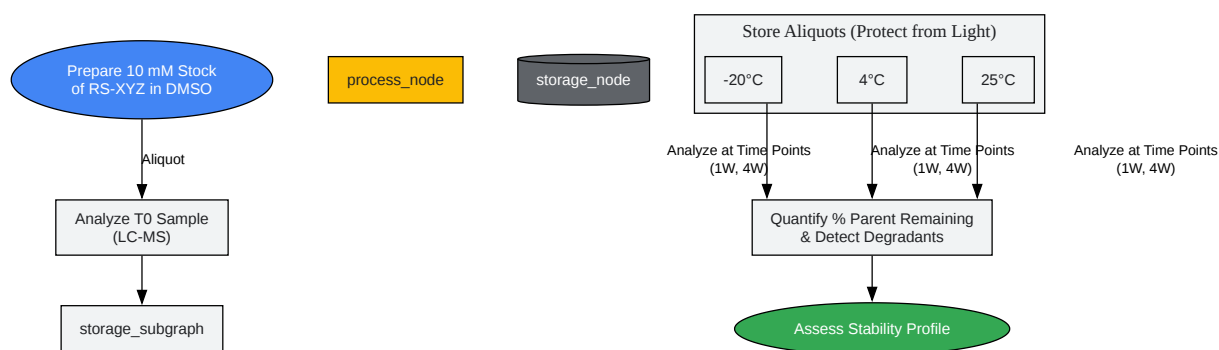 Prepare 10 mM Stock
of RS-XYZ in DMSO
Aliquot
Analyze T0 Sample
(LC-MS)
storage_subgraph
process_node
storage_node
Store Aliquots (Protect from Light)
-20°C
4°C
25°C
Analyze at Time Points
(1W, 4W)
Analyze at Time Points
(1W, 4W)
Analyze at Time Points
(1W, 4W)
Quantify % Parent Remaining
& Detect Degradants
Assess Stability Profile